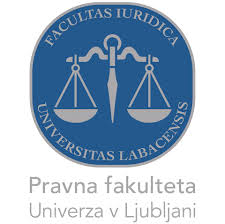 FACULTAS IURIDICA
UNIVERSITAS LABACENSIS
Pravna fakulteta
Univerza v Ljubljani